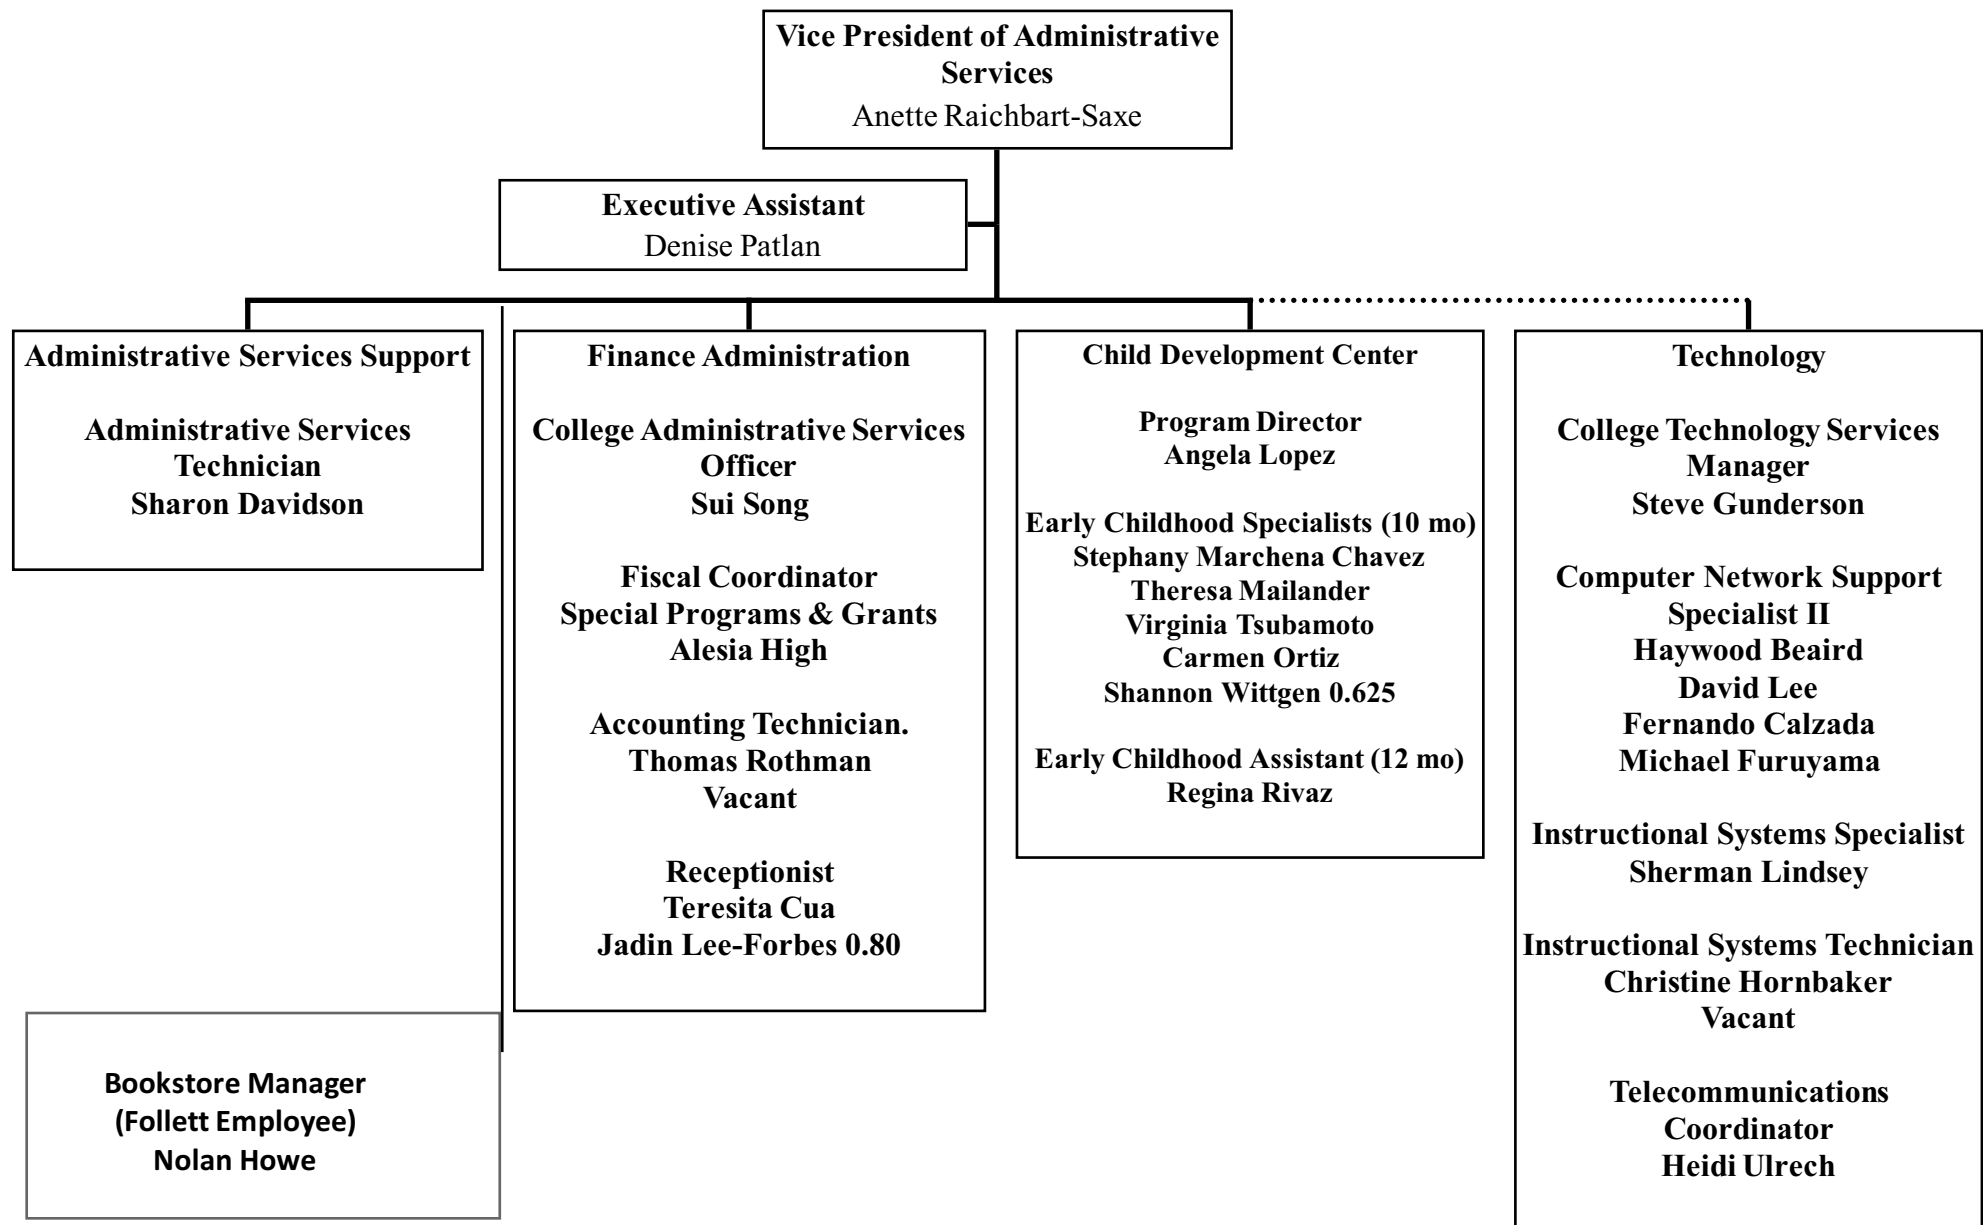 Vice President of Administrative
Services
Anette Raichbart-Saxe
Executive Assistant
Denise Patlan
Administrative Services Support
Administrative Services
Technician
Sharon Davidson
Finance Administration
College Administrative Services
Officer
Sui Song
Fiscal Coordinator
Special Programs & Grants
Alesia High
Accounting Technician.
Thomas Rothman
Vacant
Receptionist
Teresita Cua
Jadin Lee-Forbes 0.80
Child Development Center
Program Director
Angela Lopez
Early Childhood Specialists (10 mo)
Stephany Marchena Chavez
Theresa Mailander
Virginia Tsubamoto
Carmen Ortiz
Shannon Wittgen 0.625
Early Childhood Assistant (12 mo)
Regina Rivaz
Technology
College Technology Services
Manager
Steve Gunderson
Computer Network Support
Specialist II
Haywood Beaird
David Lee
Fernando Calzada
Michael Furuyama
Instructional Systems Specialist
Sherman Lindsey
Instructional Systems Technician
Christine Hornbaker
Vacant
Telecommunications
Coordinator
Heidi Ulrech
Bookstore Manager
(Follett Employee)
Nolan Howe